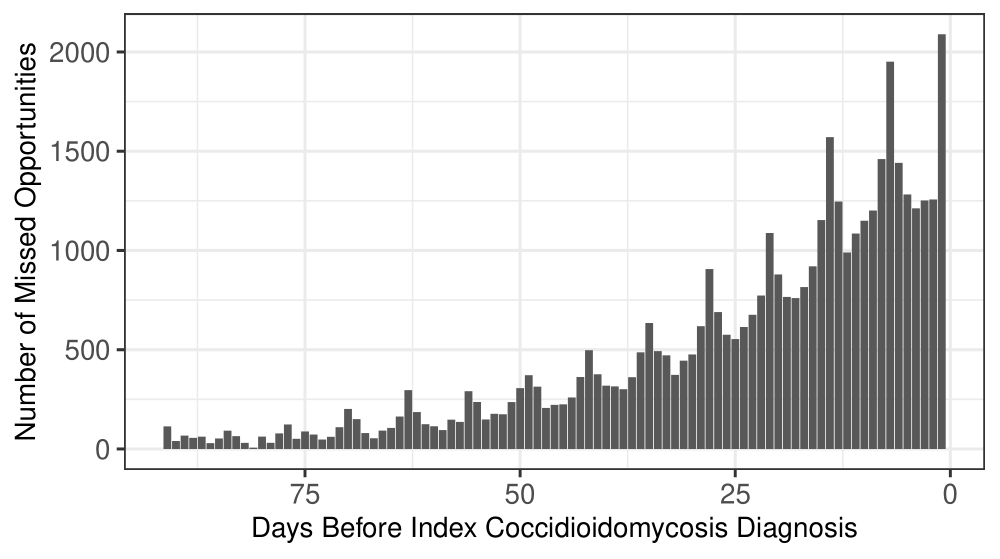 Number of Missed Opportunities
2000
1500
1000
500
0
75 50 25 0
Days Before Index Coccidioidomycosis Diagnosis